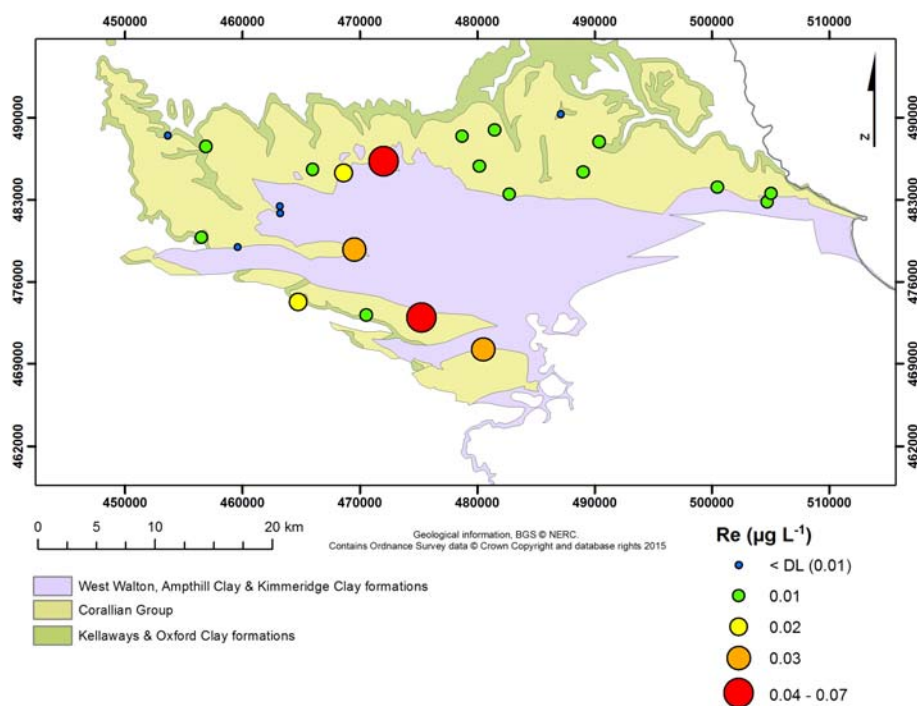 450000 460000 470000 480000 490000 500000 510000
490000 490000
483000 483000
476000 476000
469000 469000
462000 462000
N
450000 460000 470000 480000 490000 500000 510000
0 5 10 20 km
Geological information, BGS © NERC.
Contains Ordnance Survey data © Crown Copyright and database rights 2015
West Walton, Ampthill Clay & Kimmeridge Clay formations
Corallian Group
Kellaways & Oxford Clay formations
Re (µg L⁻¹)
< DL (0.01)
0.01
0.02
0.03
0.04 - 0.07